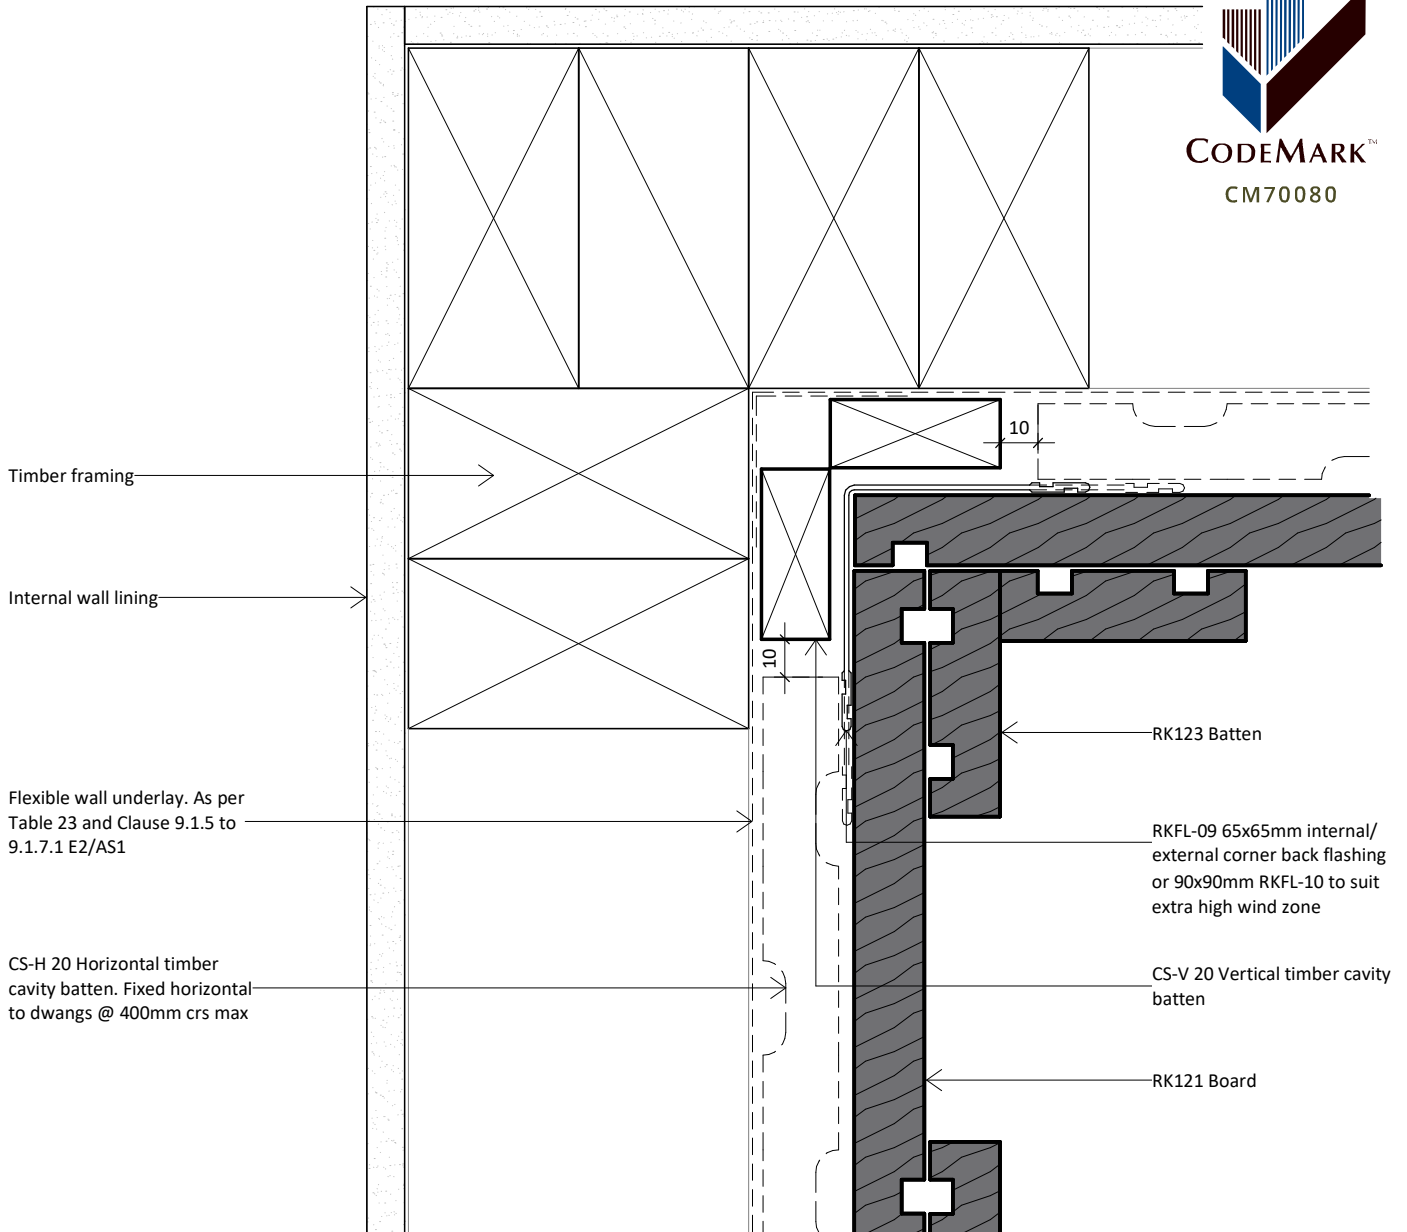 CODEMARK™
CM70080
10
Timber framing
Internal wall lining
10
RK123 Batten
Flexible wall underlay. As per
Table 23 and Clause 9.1.5 to
9.1.7.1 E2/AS1
RKFL-09 65x65mm internal/
external corner back flashing
or 90x90mm RKFL-10 to suit
extra high wind zone
CS-H 20 Horizontal timber
cavity batten. Fixed horizontal
to dwangs @ 400mm crs max
CS-V 20 Vertical timber cavity
batten
RK121 Board